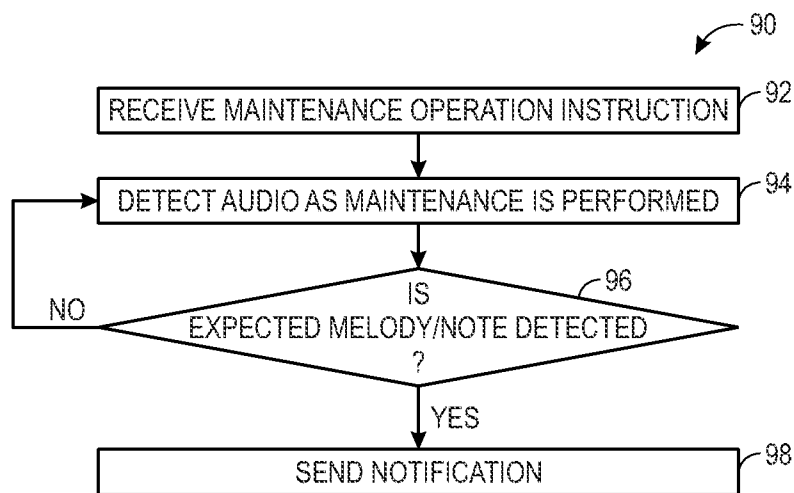 90
RECEIVE MAINTENANCE OPERATION INSTRUCTION 92
DETECT AUDIO AS MAINTENANCE IS PERFORMED 94
96
IS
NO EXPECTED MELODY/NOTE DETECTED
?
YES
SEND NOTIFICATION 98